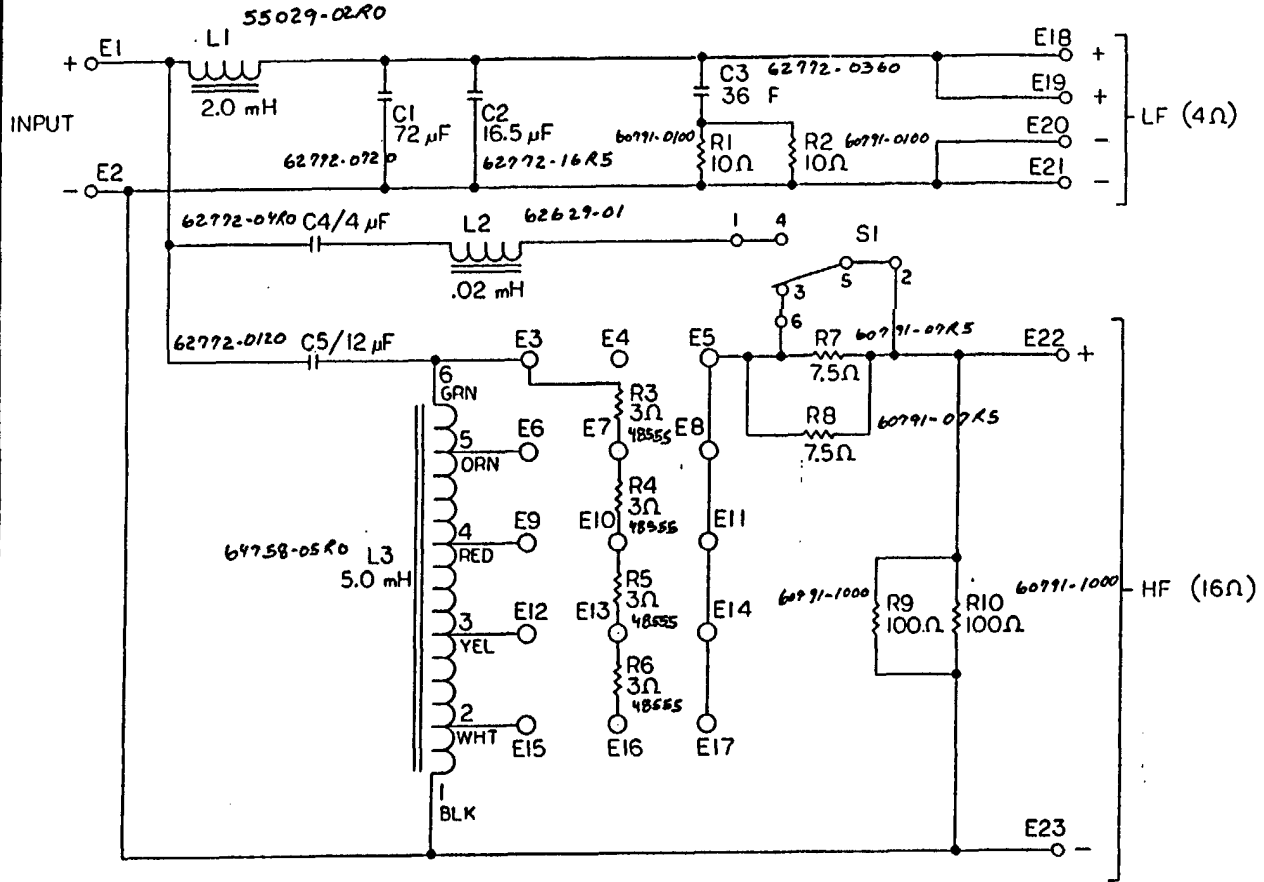 55029-02R0
+ E1
L1
2.0 mH
INPUT
- E2
C1
72 µF
62772-0720
C2
16.5 µF
62772-16R5
C3 62772-0360
36 F
60791-0100
R1
10Ω
R2 60791-0100
10Ω
E18 +
E19 +
E20 -
E21 -
LF (4Ω)
62772-04R0 C4/4 µF
L2 62629-01
.02 mH
1 4
S1
5 2
3
6
62772-0120 C5/12 µF
E3 E4 E5
R7 60791-07R5
7.5Ω
E22 +
R8 60791-07R5
7.5Ω
6
GRN
R3
3Ω
48555
5
ORN
E6 E7 E8
R4
3Ω
48555
4
RED
E9 E10 E11
64758-05R0 L3
5.0 mH
R5
3Ω
48555
3
YEL
E12 E13 E14
R6
3Ω
48555
2
WHT
E15 E16 E17
1
BLK
60791-1000
R9
100Ω
R10 60791-1000
100Ω
HF (16Ω)
E23 -